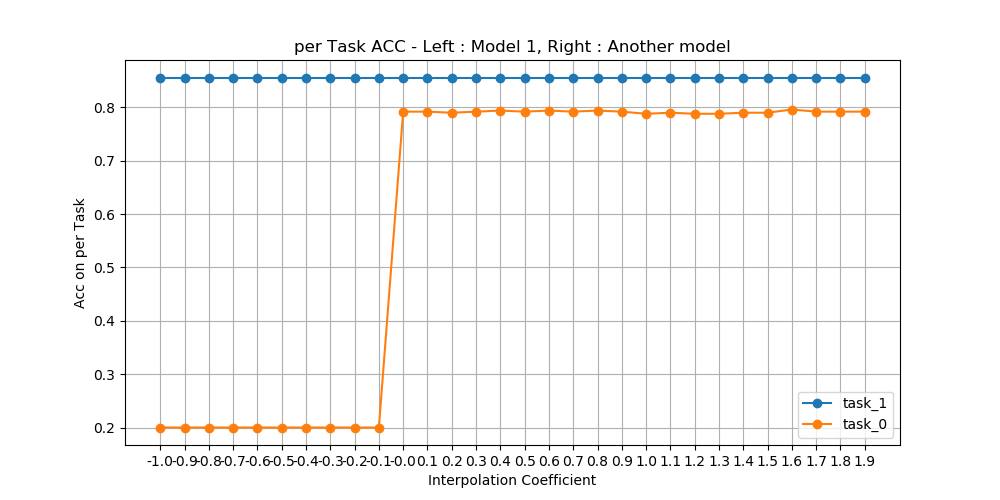 per Task ACC - Left : Model 1, Right : Another model
Acc on per Task
0.8
0.7
0.6
0.5
0.4
0.3
0.2
task_1
task_0
-1.0-0.9-0.8-0.7-0.6-0.5-0.4-0.3-0.2-0.1-0.0 0.1 0.2 0.3 0.4 0.5 0.6 0.7 0.8 0.9 1.0 1.1 1.2 1.3 1.4 1.5 1.6 1.7 1.8 1.9
Interpolation Coefficient